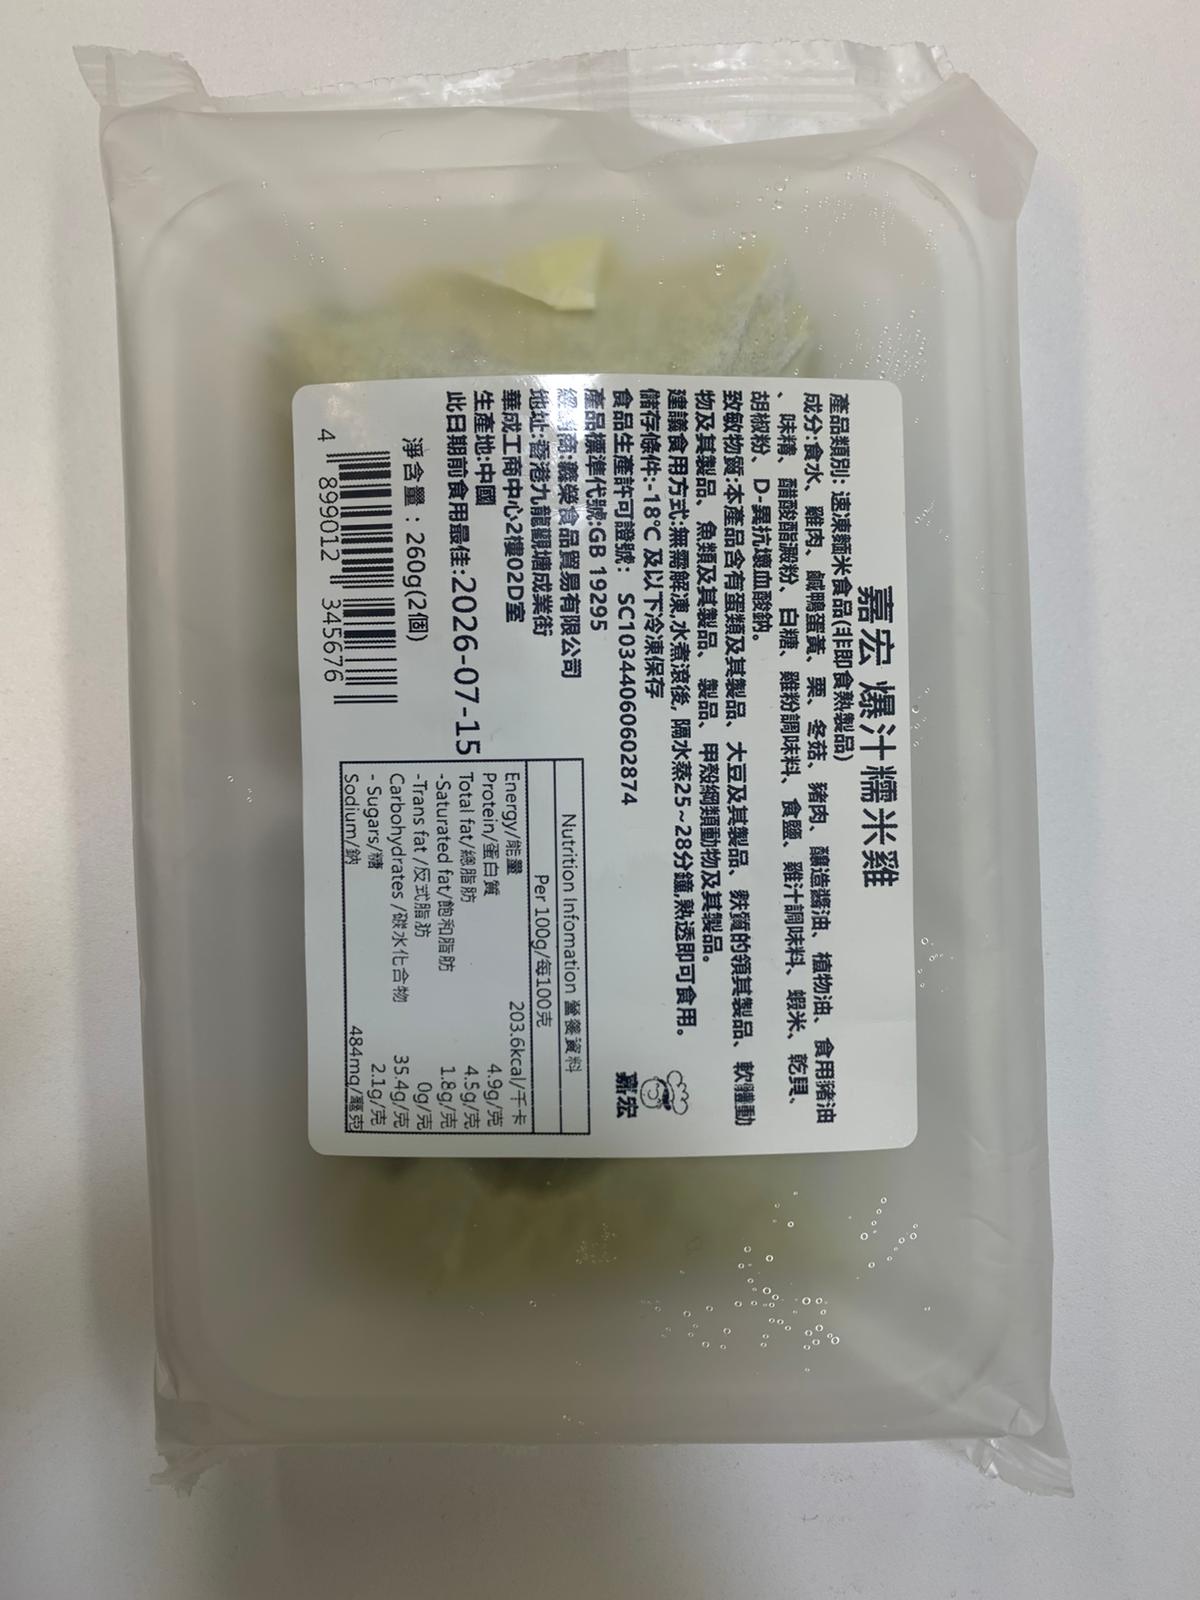 嘉宏 爆汁糯米雞
產品類別: 速凍麵米食品(非即食熟製品)
成分:食水、雞肉、鹹鴨蛋黃、栗、冬菇、豬肉、釀造醬油、植物油、食用豬油
、味精、醋酸酯澱粉、白糖、雞粉調味料、食鹽、雞汁調味料、蝦米、乾貝、
胡椒粉、D-異抗壞血酸鈉。
致敏物質:本產品含有蛋類及其製品、大豆及其製品、麩質的領其製品、軟體動
物及其製品、魚類及其製品、製品、甲殼綱類動物及其製品。
建議食用方式:無需解凍,水煮滾後, 隔水蒸25~28分鐘,熟透即可食用。
儲存條件:-18℃ 及以下冷凍保存
食品生產許可證號: SC10344060602874
產品標準代號:GB 19295
經銷商:義榮食品貿易有限公司
地址:香港九龍觀塘成業街
華成工商中心2樓02D室
生產地:中國
此日期前食用最佳:2026-07-15
淨含量:260g(2個)
4 899012 345676
嘉宏
Nutrition Infomation 營養資料
Per 100g/每100克
Energy/能量 203.6kcal/千卡
Protein/蛋白質 4.9g/克
Total fat/總脂肪 4.5g/克
-Saturated fat/飽和脂肪 1.8g/克
-Trans fat /反式脂肪 0g/克
Carbohydrates /碳水化合物 35.4g/克
- Sugars/糖 2.1g/克
Sodium/鈉 484mg/毫克